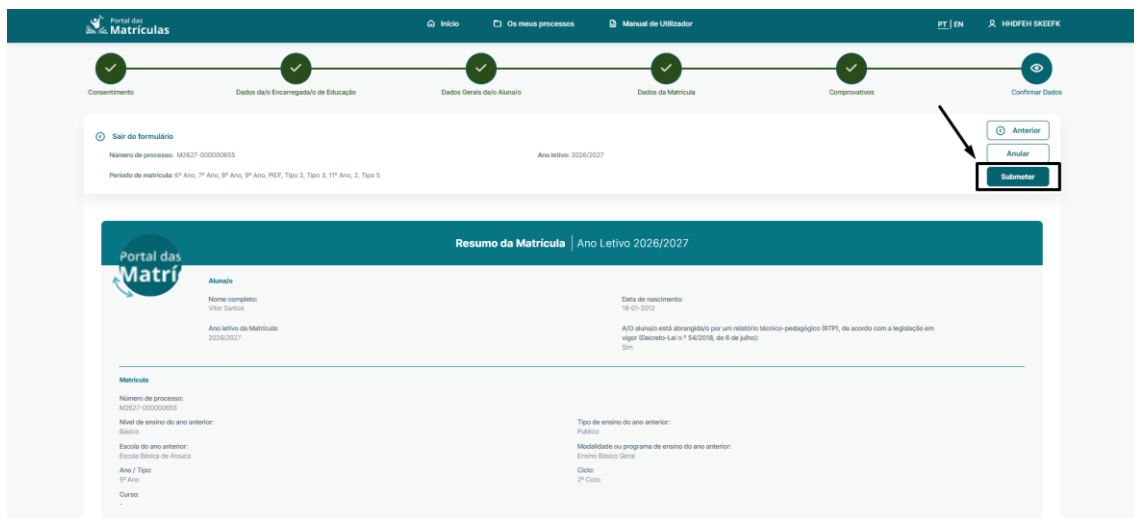 Portal das
Matrículas
Início
Os meus processos
Manual de Utilizador
PT | EN
HHDFEH SKEEFK
Consentimento
Dados da/o Encarregada/o de Educação
Dados Gerais da/o Aluna/o
Dados da Matrícula
Comprovativos
Confirmar Dados
Sair do formulário
Anterior
Número de processo: M2627-000000655
Ano letivo: 2026/2027
Anular
Período de matrícula: 6º Ano, 7º Ano, 8º Ano, 9º Ano, PIEF, Tipo 2, Tipo 3, 11º Ano, 2, Tipo 5
Submeter
Resumo da Matrícula | Ano Letivo 2026/2027
Portal das
Matrí
Aluna/o
Nome completo:
Vitor Santos
Data de nascimento:
18-01-2012
Ano letivo da Matrícula:
2026/2027
A/O aluna/o está abrangida/o por um relatório técnico-pedagógico (RTP), de acordo com a legislação em
vigor (Decreto-Lei n.º 54/2018, de 6 de julho):
Sim
Matrícula
Número de processo:
M2627-000000655
Nível de ensino do ano anterior:
Básico
Tipo de ensino do ano anterior:
Publico
Escola do ano anterior:
Escola Básica de Arouca
Modalidade ou programa de ensino do ano anterior:
Ensino Básico Geral
Ano / Tipo:
5º Ano
Ciclo:
2º Ciclo
Curso:
-